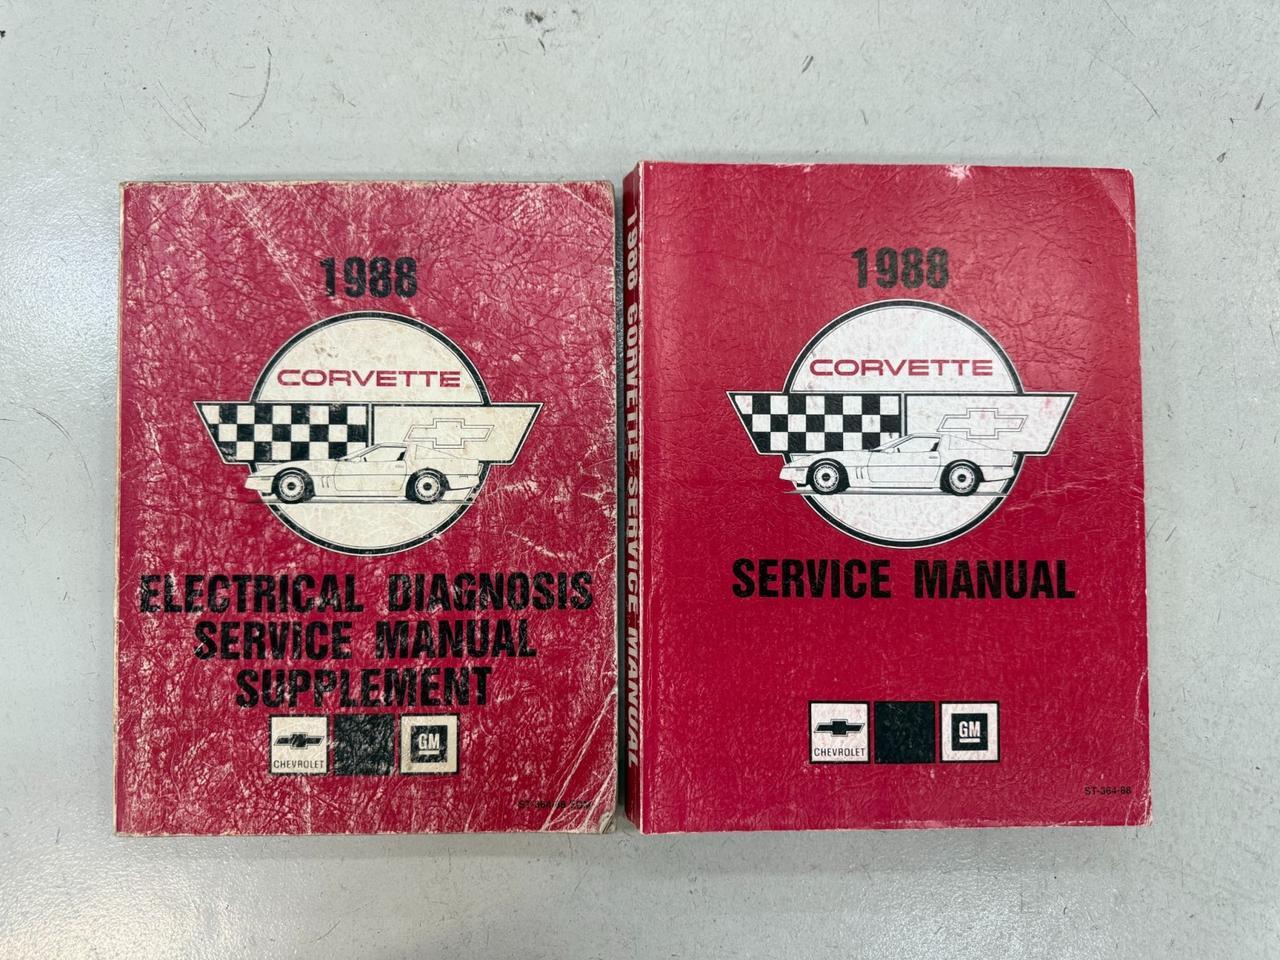 1988
CORVETTE
ELECTRICAL DIAGNOSIS
SERVICE MANUAL
SUPPLEMENT
CHEVROLET
GM
1988 CORVETTE SERVICE MANUAL
1988
CORVETTE
SERVICE MANUAL
CHEVROLET
GM
ST-364-88